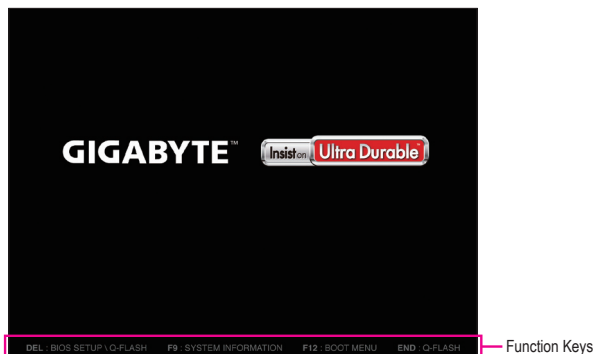 GIGABYTE™
Insist on Ultra Durable™
DEL : BIOS SETUP \ Q-FLASH F9 : SYSTEM INFORMATION F12 : BOOT MENU END : Q-FLASH
Function Keys